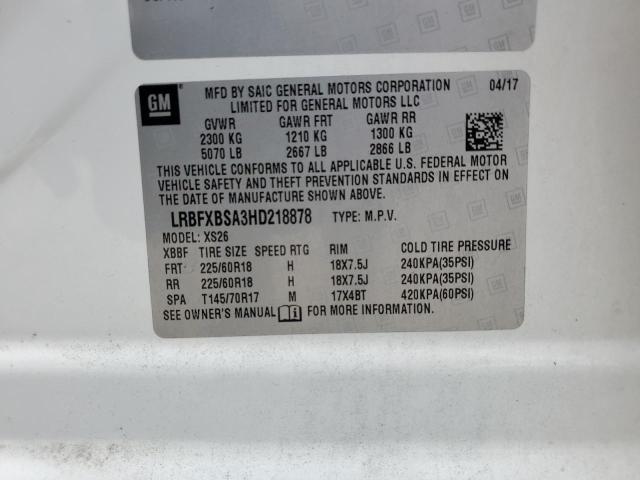 GM
MFD BY SAIC GENERAL MOTORS CORPORATION 04/17
LIMITED FOR GENERAL MOTORS LLC
GVWR GAWR FRT GAWR RR
2300 KG 1210 KG 1300 KG
5070 LB 2667 LB 2866 LB
THIS VEHICLE CONFORMS TO ALL APPLICABLE U.S. FEDERAL MOTOR
VEHICLE SAFETY AND THEFT PREVENTION STANDARDS IN EFFECT ON
THE DATE OF MANUFACTURE SHOWN ABOVE.
LRBFXBSA3HD218878 TYPE: M.P.V.
MODEL: XS26
XBBF TIRE SIZE SPEED RTG RIM COLD TIRE PRESSURE
FRT 225/60R18 H 18X7.5J 240KPA(35PSI)
RR 225/60R18 H 18X7.5J 240KPA(35PSI)
SPA T145/70R17 M 17X4BT 420KPA(60PSI)
SEE OWNER'S MANUAL i FOR MORE INFORMATION.